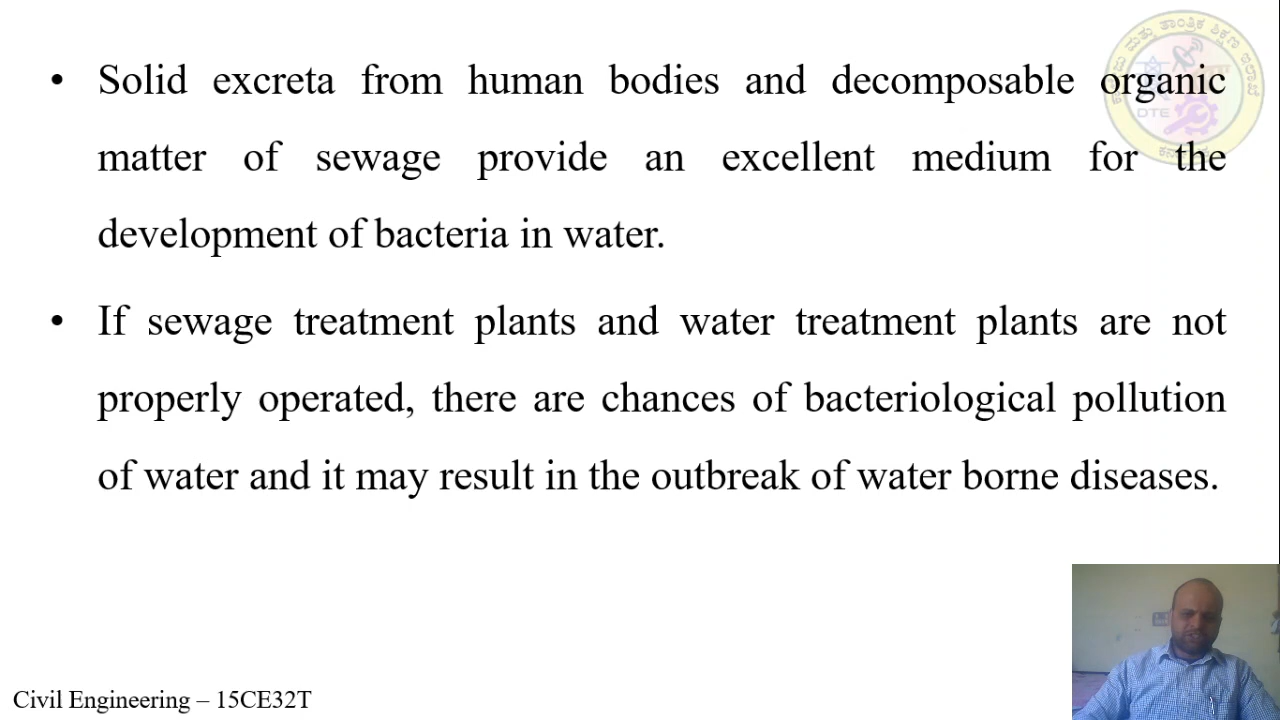 • Solid excreta from human bodies and decomposable organic
matter of sewage provide an excellent medium for the
development of bacteria in water.
• If sewage treatment plants and water treatment plants are not
properly operated, there are chances of bacteriological pollution
of water and it may result in the outbreak of water borne diseases.
DTE
Civil Engineering – 15CE32T